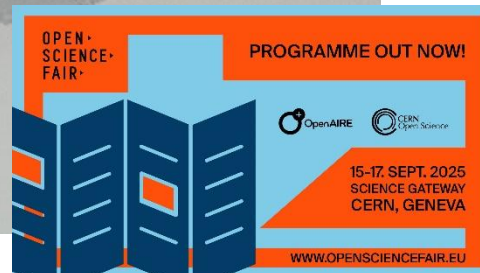 OPEN
SCIENCE
FAIR
PROGRAMME OUT NOW!
OpenAIRE
CERN
Open Science
15-17. SEPT. 2025
SCIENCE GATEWAY
CERN, GENEVA
WWW.OPENSCIENCEFAIR.EU